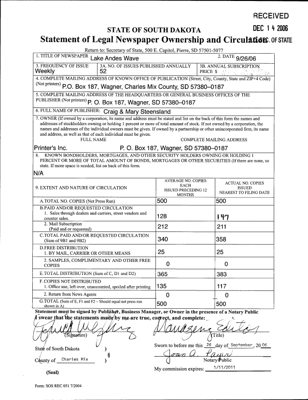 RECEIVED
DEC 14 2006
STATE OF SOUTH DAKOTA
Statement of Legal Newspaper Ownership and Circulation
OF STATE
Return to: Secretary of State, 500 E. Capitol, Pierre, SD 57501-5077
1. TITLE OF NEWSPAPER Lake Andes Wave
2. DATE 9/26/06
3. FREQUENCY OF ISSUE Weekly
3A. NO. OF ISSUES PUBLISHED ANNUALLY 52
3B. ANNUAL SUBSCRIPTION PRICE $
4. COMPLETE MAILING ADDRESS OF KNOWN OFFICE OF PUBLICATION (Street, City, County, State and ZIP+4 Code)
(Not printers) P. O. Box 187, Wagner, Charles Mix County, SD 57380-0187
5. COMPLETE MAILING ADDRESS OF THE HEADQUARTERS OR GENERAL BUSINESS OFFICES OF THE
PUBLISHER (Not printers) P. O. Box 187, Wagner, SD 57380-0187
6. FULL NAME OF PUBLISHER: Craig & Mary Steensland
7. OWNER (If owned by a corporation, its name and address must be stated and list on the back of this form the names and
addresses of stockholders owning or holding 1 percent or more of total amount of stock. If not owned by a corporation, the
names and addresses of the individual owners must be given. If owned by a partnership or other unincorporated firm, its name
and address, as well as that of each individual must be given.
FULL NAME
COMPLETE MAILING ADDRESS
Printer's Inc.
P. O. Box 187, Wagner, SD 57380-0187
8. KNOWN BONDHOLDERS, MORTGAGES, AND OTHER SECURITY HOLDERS OWNING OR HOLDING 1
PERCENT OR MORE OF TOTAL AMOUNT OF BONDS, MORTGAGES OR OTHER SECURITIES (If there are none, so
state. If more space is needed, list on back of this form.
N/A
9. EXTENT AND NATURE OF CIRCULATION
AVERAGE NO. COPIES EACH ISSUED PRECEDING 12 MONTHS
ACTUAL NO. COPIES ISSUED NEAREST TO FILING DATE
A. TOTAL NO. COPIES (Net Press Run) 500 500
B. PAID AND/OR REQUESTED CIRCULATION
1. Sales through dealers and carriers, street vendors and counter sales. 128 147
2. Mail Subscription (Paid and or requested) 212 211
C. TOTAL PAID AND/OR REQUESTED CIRCULATION (Sum of 9B1 and 9B2) 340 358
D. FREE DISTRIBUTION
1. BY MAIL, CARRIER OR OTHER MEANS 25 25
2. SAMPLES, COMPLIMENTARY AND OTHER FREE COPIES 0 0
E. TOTAL DISTRIBUTION (Sum of C, D1 and D2) 365 383
F. COPIES NOT DISTRIBUTED
1. Office use, left over, unaccounted, spoiled after printing 135 117
2. Return from News Agents 0 0
G. TOTAL (Sum of E, F1 and F2 - Should equal net press run shown in A) 500 500
Statement must be signed by Publisher, Business Manager, or Owner in the presence of a Notary Public
I swear that the statements made by me are true, correct, and complete:
Managing Editor
(Signature)
(Title)
State of South Dakota )
Sworn to before me this 26 day of September, 2006
County of Charles Mix )
Notary Public
(Seal)
My commission expires: 1/11/2011
Form: SOS REC 051 7/2004